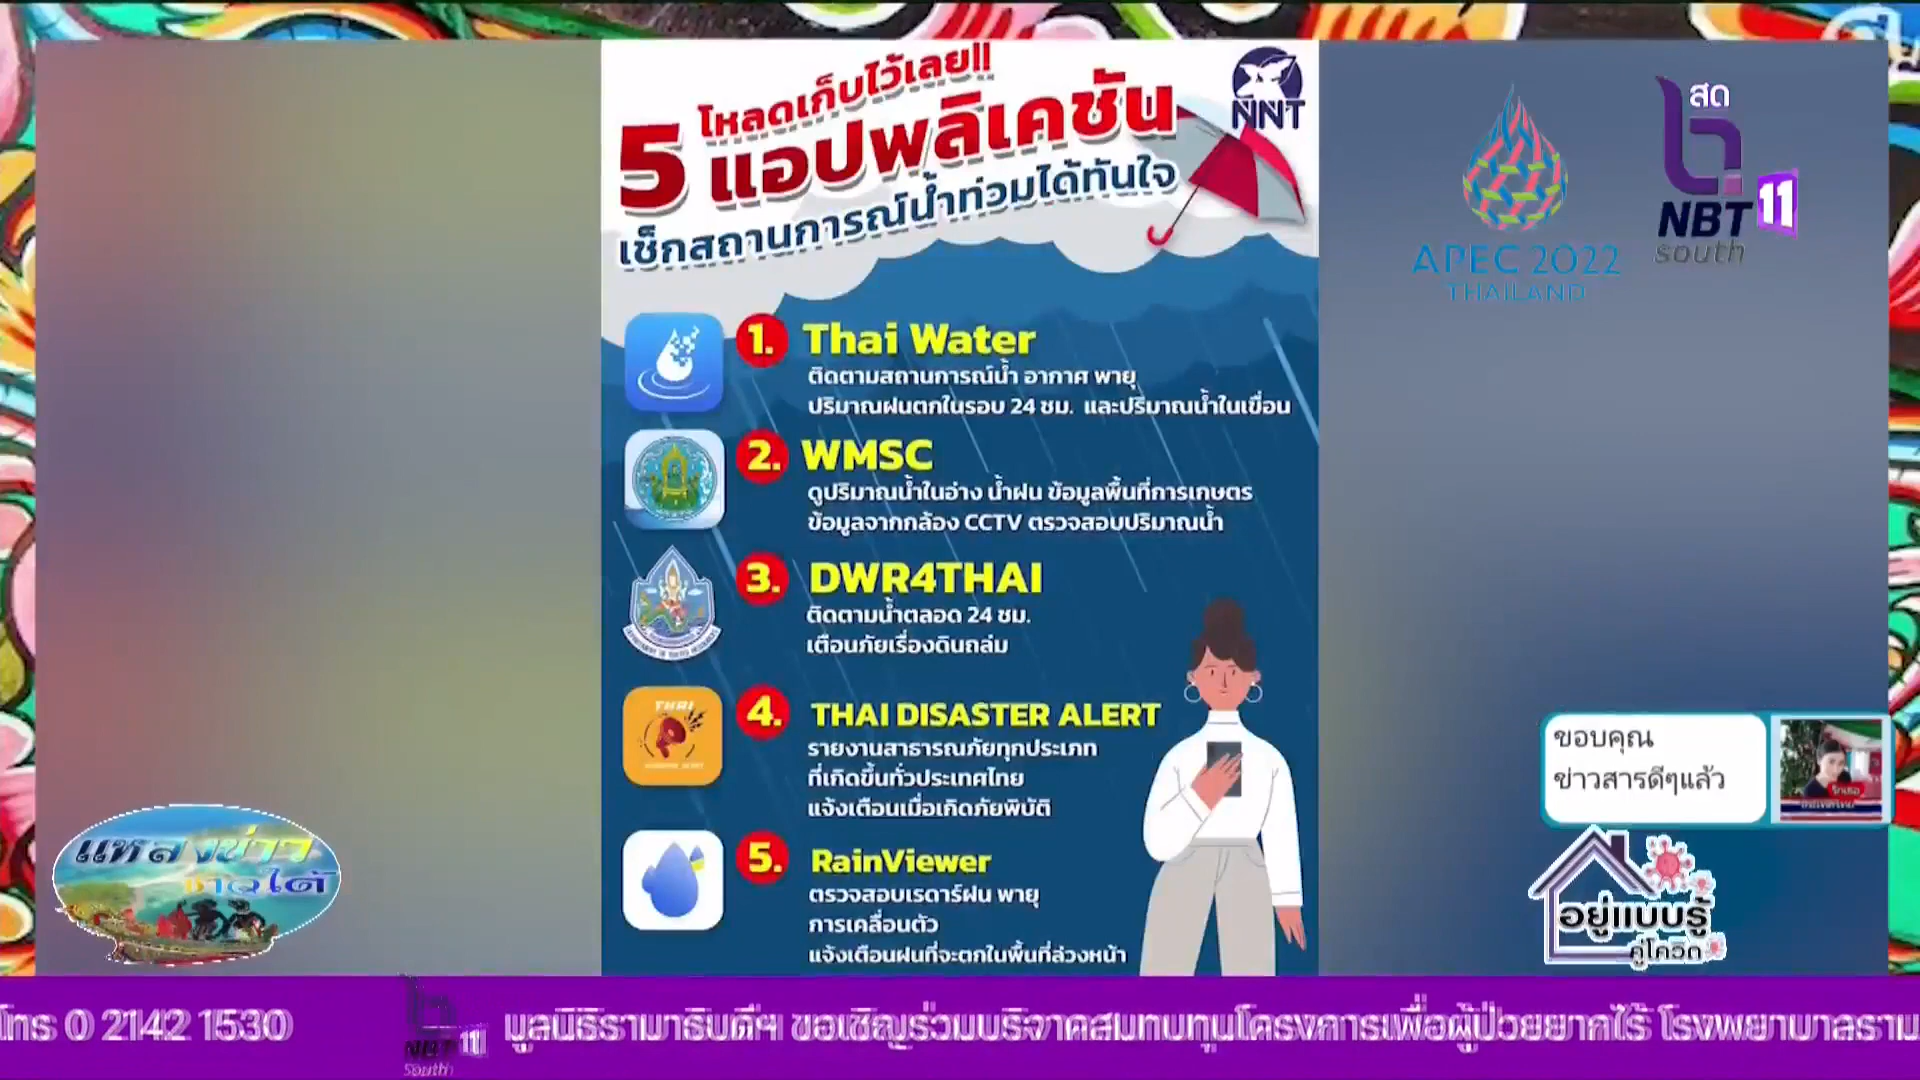 โหลดเก็บไว้เลย!!
NNT
5 แอปพลิเคชัน
เช็กสถานการณ์น้ำท่วมได้ทันใจ
สด
NBT 11
south
APEC 2022
THAILAND
1. Thai Water
ติดตามสถานการณ์น้ำ อากาศ พายุ
ปริมาณฝนตกในรอบ 24 ชม. และปริมาณน้ำในเขื่อน
2. WMSC
ดูปริมาณน้ำในอ่าง น้ำฝน ข้อมูลพื้นที่การเกษตร
ข้อมูลจากกล้อง CCTV ตรวจสอบปริมาณน้ำ
3. DWR4THAI
ติดตามน้ำตลอด 24 ชม.
เตือนภัยเรื่องดินถล่ม
THAI
4. THAI DISASTER ALERT
รายงานสาธารณภัยทุกประเภท
ที่เกิดขึ้นทั่วประเทศไทย
แจ้งเตือนเมื่อเกิดภัยพิบัติ
5. RainViewer
ตรวจสอบเรดาร์ฝน พายุ
การเคลื่อนตัว
แจ้งเตือนฝนที่จะตกในพื้นที่ล่วงหน้า
ขอบคุณ
ข่าวสารดีๆแล้ว
แหลงข่าว
ชาวใต้
อยู่แบบรู้
คู่โควิด
โทร 0 2142 1530
NBT 11
South
มูลนิธิรามาธิบดีฯ ขอเชิญร่วมบริจาคสมทบทุนโครงการเพื่อผู้ป่วยยากไร้ โรงพยาบาลราม